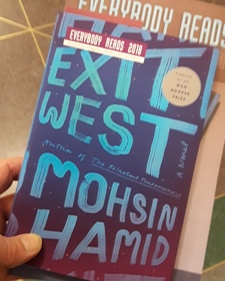 EVERYBODY READS
EVERYBODY READS 2018
EXIT
WEST
A Novel
Author of The Reluctant Fundamentalist
MOHSIN
HAMID